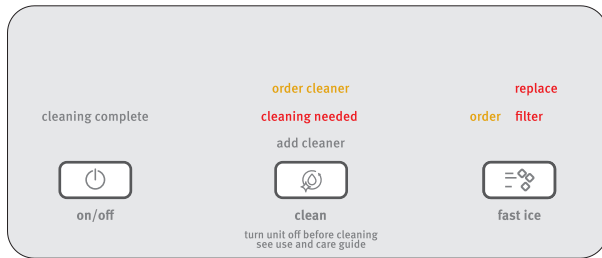 order cleaner
replace
cleaning complete
cleaning needed
order filter
add cleaner
on/off
clean
fast ice
turn unit off before cleaning
see use and care guide